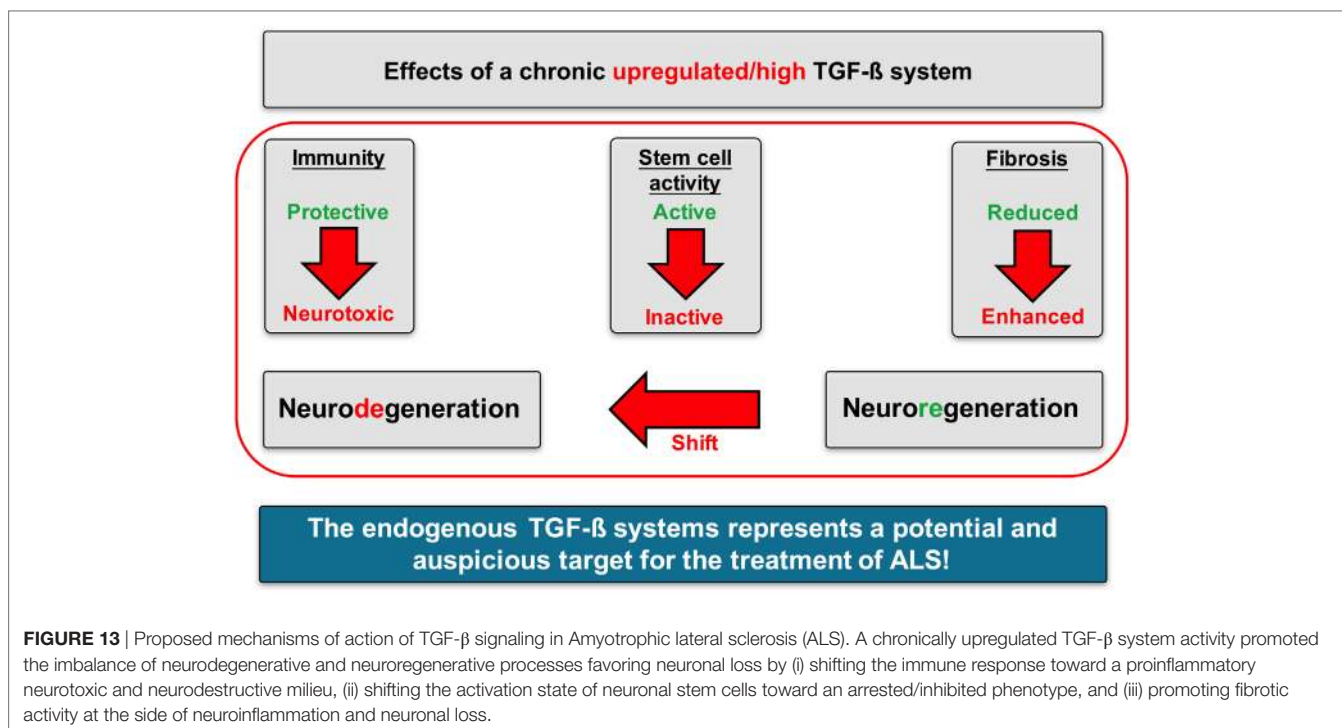 Effects of a chronic upregulated/high TGF-ß system
Immunity
Protective
Neurotoxic
Stem cell
activity
Active
Inactive
Fibrosis
Reduced
Enhanced
Neurodegeneration
Shift
Neuroregeneration
The endogenous TGF-ß systems represents a potential and
auspicious target for the treatment of ALS!
FIGURE 13 | Proposed mechanisms of action of TGF-β signaling in Amyotrophic lateral sclerosis (ALS). A chronically upregulated TGF-β system activity promoted
the imbalance of neurodegenerative and neuroregenerative processes favoring neuronal loss by (i) shifting the immune response toward a proinflammatory
neurotoxic and neurodestructive milieu, (ii) shifting the activation state of neuronal stem cells toward an arrested/inhibited phenotype, and (iii) promoting fibrotic
activity at the side of neuroinflammation and neuronal loss.